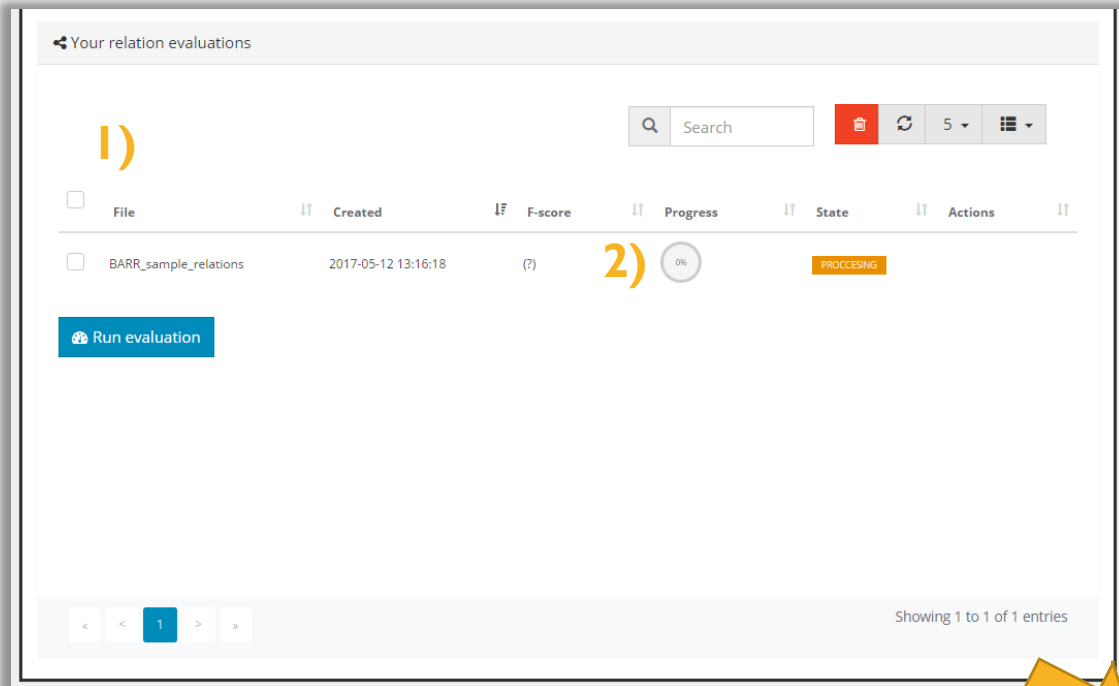 Your relation evaluations
1)
Search
5
File Created F-score Progress State Actions
BARR_sample_relations 2017-05-12 13:16:18 (?) 2) 0% PROCCESING
Run evaluation
« < 1 > »
Showing 1 to 1 of 1 entries